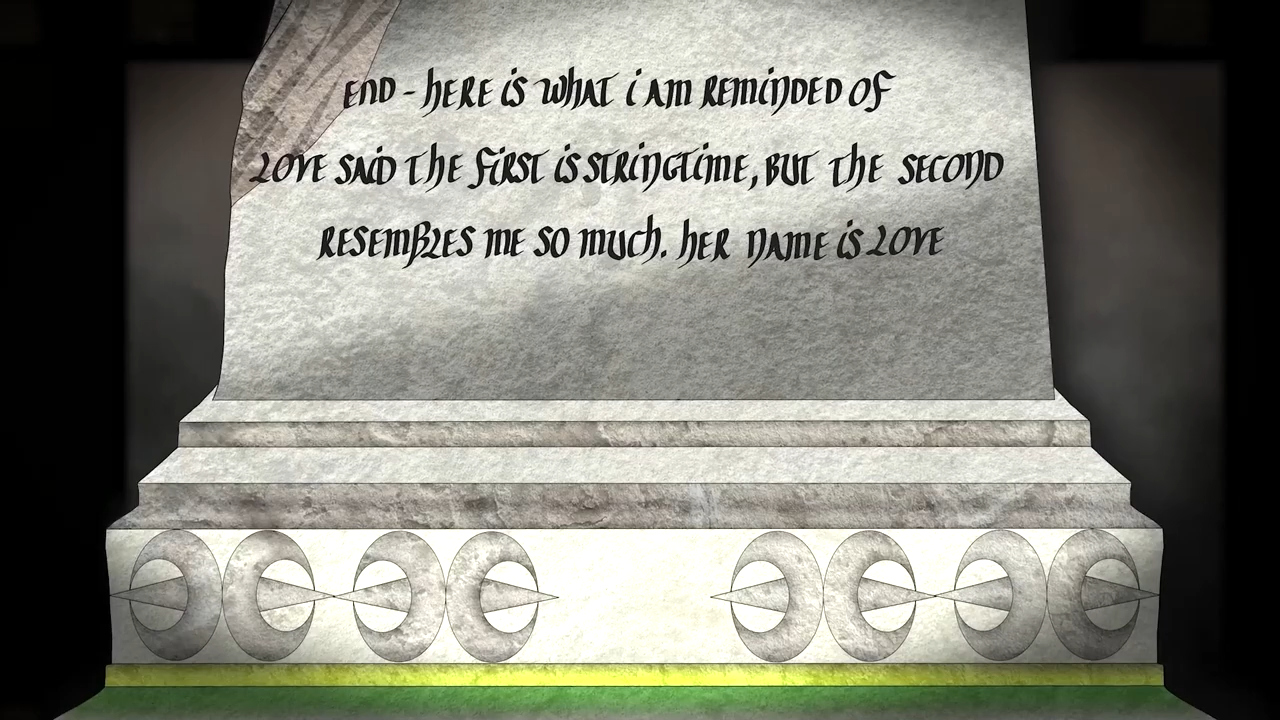 END - HERE IS WHAT I AM REMINDED OF
LOVE SAID THE FIRST IS STRINGTIME, BUT THE SECOND
RESEMBLES ME SO MUCH. HER NAME IS LOVE